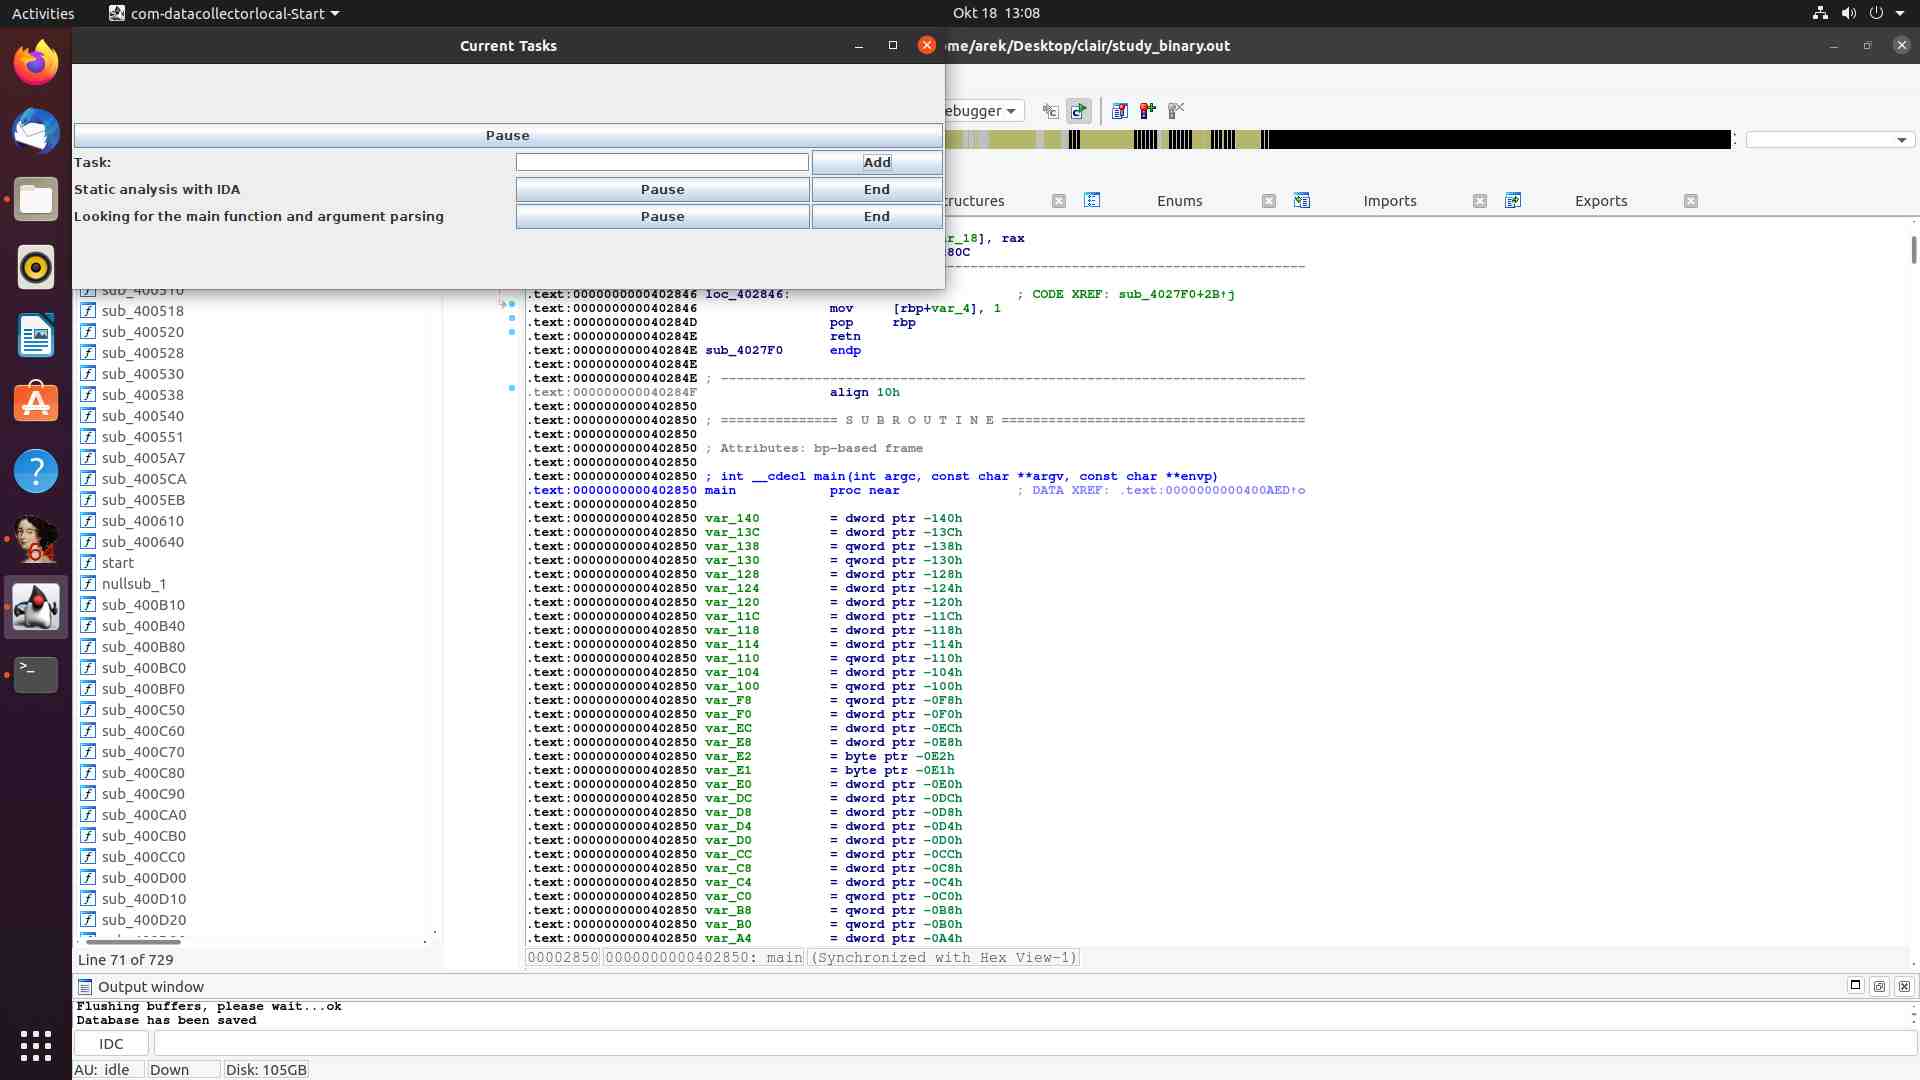 Activities
com-datacollectorlocal-Start
Okt 18 13:08
Current Tasks
ome/arek/Desktop/clair/study_binary.out
Pause
Task:
Add
Static analysis with IDA
Pause
End
Looking for the main function and argument parsing
Pause
End
ebugger
Enums
Imports
Exports
sub_400518
sub_400520
sub_400528
sub_400530
sub_400538
sub_400540
sub_400551
sub_4005A7
sub_4005CA
sub_4005EB
sub_400610
sub_400640
start
nullsub_1
sub_400B10
sub_400B40
sub_400B80
sub_400BC0
sub_400BF0
sub_400C50
sub_400C60
sub_400C70
sub_400C80
sub_400C90
sub_400CA0
sub_400CB0
sub_400CC0
sub_400D00
sub_400D10
sub_400D20
Line 71 of 729
r_18], rax
80C
.text:0000000000402846 loc_402846: ; CODE XREF: sub_4027F0+2B↑j
.text:0000000000402846 mov [rbp+var_4], 1
.text:000000000040284D pop rbp
.text:000000000040284E retn
.text:000000000040284E sub_4027F0 endp
.text:000000000040284E
.text:000000000040284E ; ---------------------------------------------------------------------------
.text:000000000040284F align 10h
.text:0000000000402850
.text:0000000000402850 ; =============== S U B R O U T I N E =======================================
.text:0000000000402850
.text:0000000000402850 ; Attributes: bp-based frame
.text:0000000000402850
.text:0000000000402850 ; int __cdecl main(int argc, const char **argv, const char **envp)
.text:0000000000402850 main proc near ; DATA XREF: .text:0000000000400AED↑o
.text:0000000000402850
.text:0000000000402850 var_140 = dword ptr -140h
.text:0000000000402850 var_13C = dword ptr -13Ch
.text:0000000000402850 var_138 = qword ptr -138h
.text:0000000000402850 var_130 = qword ptr -130h
.text:0000000000402850 var_128 = dword ptr -128h
.text:0000000000402850 var_124 = dword ptr -124h
.text:0000000000402850 var_120 = dword ptr -120h
.text:0000000000402850 var_11C = dword ptr -11Ch
.text:0000000000402850 var_118 = dword ptr -118h
.text:0000000000402850 var_114 = dword ptr -114h
.text:0000000000402850 var_110 = qword ptr -110h
.text:0000000000402850 var_104 = dword ptr -104h
.text:0000000000402850 var_100 = qword ptr -100h
.text:0000000000402850 var_F8 = qword ptr -0F8h
.text:0000000000402850 var_F0 = dword ptr -0F0h
.text:0000000000402850 var_EC = dword ptr -0ECh
.text:0000000000402850 var_E8 = dword ptr -0E8h
.text:0000000000402850 var_E2 = byte ptr -0E2h
.text:0000000000402850 var_E1 = byte ptr -0E1h
.text:0000000000402850 var_E0 = dword ptr -0E0h
.text:0000000000402850 var_DC = dword ptr -0DCh
.text:0000000000402850 var_D8 = dword ptr -0D8h
.text:0000000000402850 var_D4 = dword ptr -0D4h
.text:0000000000402850 var_D0 = dword ptr -0D0h
.text:0000000000402850 var_CC = dword ptr -0CCh
.text:0000000000402850 var_C8 = dword ptr -0C8h
.text:0000000000402850 var_C4 = dword ptr -0C4h
.text:0000000000402850 var_C0 = qword ptr -0C0h
.text:0000000000402850 var_B8 = qword ptr -0B8h
.text:0000000000402850 var_B0 = qword ptr -0B0h
.text:0000000000402850 var_A4 = dword ptr -0A4h
00002850 0000000000402850: main (Synchronized with Hex View-1)
Output window
Flushing buffers, please wait...ok
Database has been saved
IDC
AU: idle
Down
Disk: 105GB